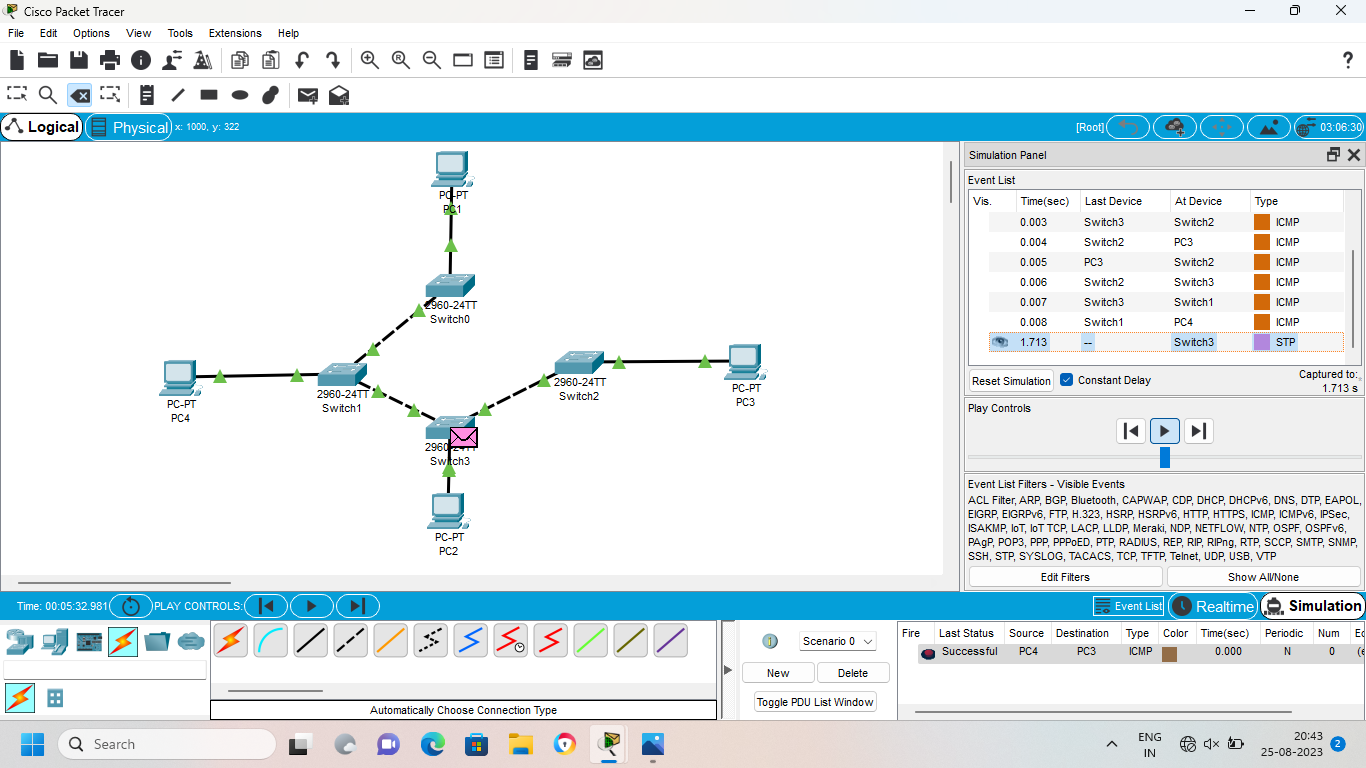 Cisco Packet Tracer
File Edit Options View Tools Extensions Help
Logical Physical x: 1000, y: 322 [Root] 03:06:30
PC-PT
PC1
2960-24TT
Switch0
PC-PT
PC4
2960-24TT
Switch1
2960-24TT
Switch2
PC-PT
PC3
2960-24TT
Switch3
PC-PT
PC2
Simulation Panel
Event List
Vis. Time(sec) Last Device At Device Type
0.003 Switch3 Switch2 ICMP
0.004 Switch2 PC3 ICMP
0.005 PC3 Switch2 ICMP
0.006 Switch2 Switch3 ICMP
0.007 Switch3 Switch1 ICMP
0.008 Switch1 PC4 ICMP
1.713 -- Switch3 STP
Reset Simulation Constant Delay Captured to:
1.713 s
Play Controls
Event List Filters - Visible Events
ACL Filter, ARP, BGP, Bluetooth, CAPWAP, CDP, DHCP, DHCPv6, DNS, DTP, EAPOL,
EIGRP, EIGRPv6, FTP, H.323, HSRP, HSRPv6, HTTP, HTTPS, ICMP, ICMPv6, IPSec,
ISAKMP, IoT, IoT TCP, LACP, LLDP, Meraki, NDP, NETFLOW, NTP, OSPF, OSPFv6,
PAgP, POP3, PPP, PPPoED, PTP, RADIUS, REP, RIP, RIPng, RTP, SCCP, SMTP, SNMP,
SSH, STP, SYSLOG, TACACS, TCP, TFTP, Telnet, UDP, USB, VTP
Edit Filters Show All/None
Time: 00:05:32.981 PLAY CONTROLS: Event List Realtime Simulation
Automatically Choose Connection Type
Scenario 0
New Delete
Toggle PDU List Window
Fire Last Status Source Destination Type Color Time(sec) Periodic Num Ec
Successful PC4 PC3 ICMP 0.000 N 0 (e
Search
ENG
IN
20:43
25-08-2023
2